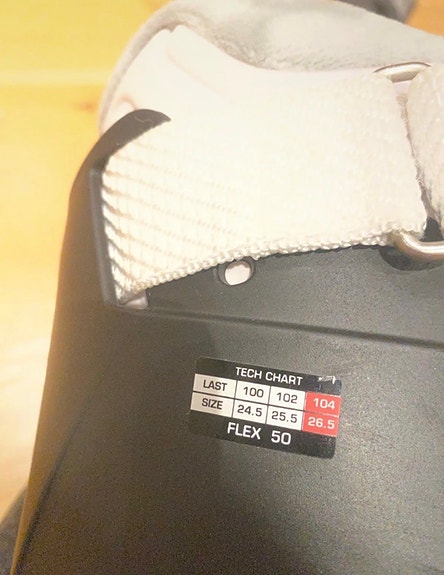 TECH CHART
LAST 100 102 104
SIZE 24.5 25.5 26.5
FLEX 50